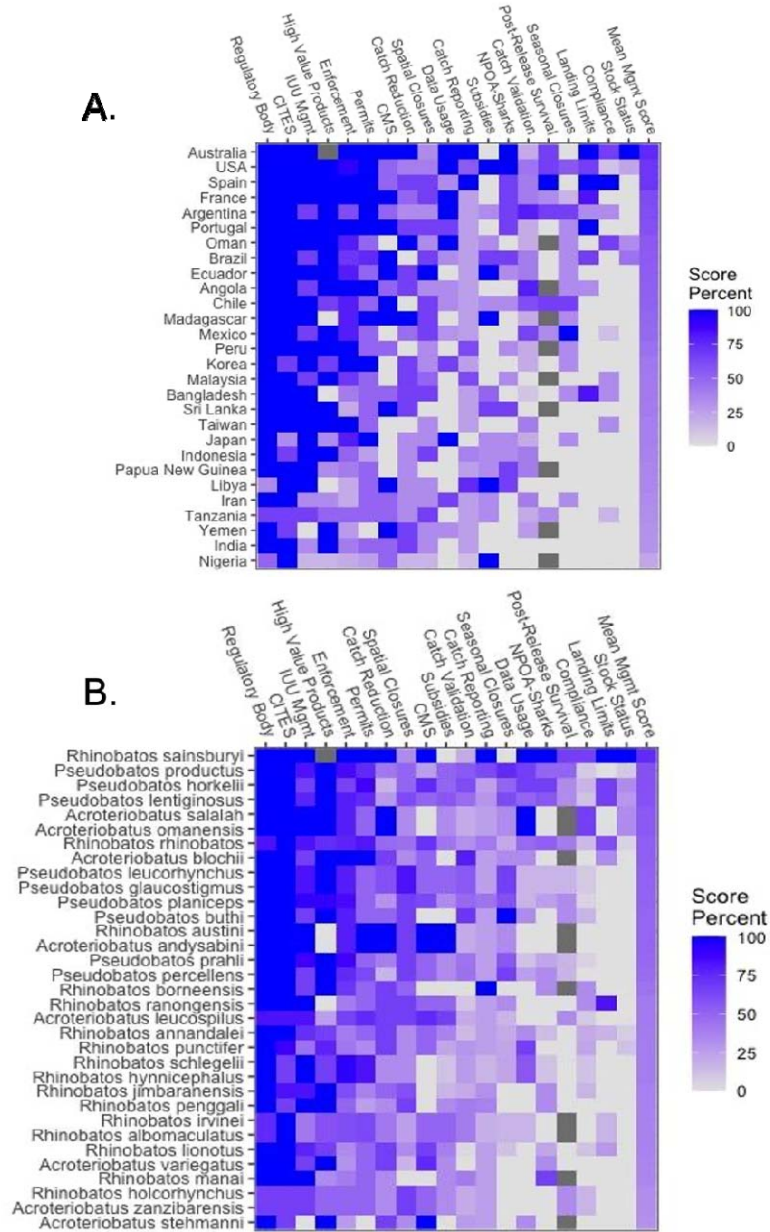 A.
Regulatory Body
CITES
IUU Mgmt
High Value Products
Enforcement
Permits
CMS
Catch Reduction
Spatial Closures
Data Usage
Catch Reporting
Subsidies
NPOA-Sharks
Catch Validation
Post-Release Survival
Seasonal Closures
Landing Limits
Compliance
Stock Status
Mean Mgmt Score
Australia
USA
Spain
France
Argentina
Portugal
Oman
Brazil
Ecuador
Angola
Chile
Madagascar
Mexico
Peru
Korea
Malaysia
Bangladesh
Sri Lanka
Taiwan
Japan
Indonesia
Papua New Guinea
Libya
Iran
Tanzania
Yemen
India
Nigeria
Score
Percent
100
75
50
25
0
B.
Regulatory Body
CITES
IUU Mgmt
High Value Products
Enforcement
Permits
Catch Reduction
Spatial Closures
CMS
Subsidies
Catch Validation
Catch Reporting
Seasonal Closures
Data Usage
NPOA-Sharks
Post-Release Survival
Compliance
Landing Limits
Stock Status
Mean Mgmt Score
Rhinobatos sainsburyi
Pseudobatos productus
Pseudobatos horkelii
Pseudobatos lentiginosus
Acroteriobatus salalah
Acroteriobatus omanensis
Rhinobatos rhinobatos
Acroteriobatus blochii
Pseudobatos leucorhynchus
Pseudobatos glaucostigmus
Pseudobatos planiceps
Pseudobatos buthi
Rhinobatos austini
Acroteriobatus andysabini
Pseudobatos prahli
Pseudobatos percellens
Rhinobatos borneensis
Rhinobatos ranongensis
Acroteriobatus leucospilus
Rhinobatos annandalei
Rhinobatos punctifer
Rhinobatos schlegelii
Rhinobatos hynnicephalus
Rhinobatos jimbaranensis
Rhinobatos penggali
Rhinobatos irvinei
Rhinobatos albomaculatus
Rhinobatos lionotus
Acroteriobatus variegatus
Rhinobatos manai
Rhinobatos holcorhynchus
Acroteriobatus zanzibarensis
Acroteriobatus stehmanni
Score
Percent
100
75
50
25
0